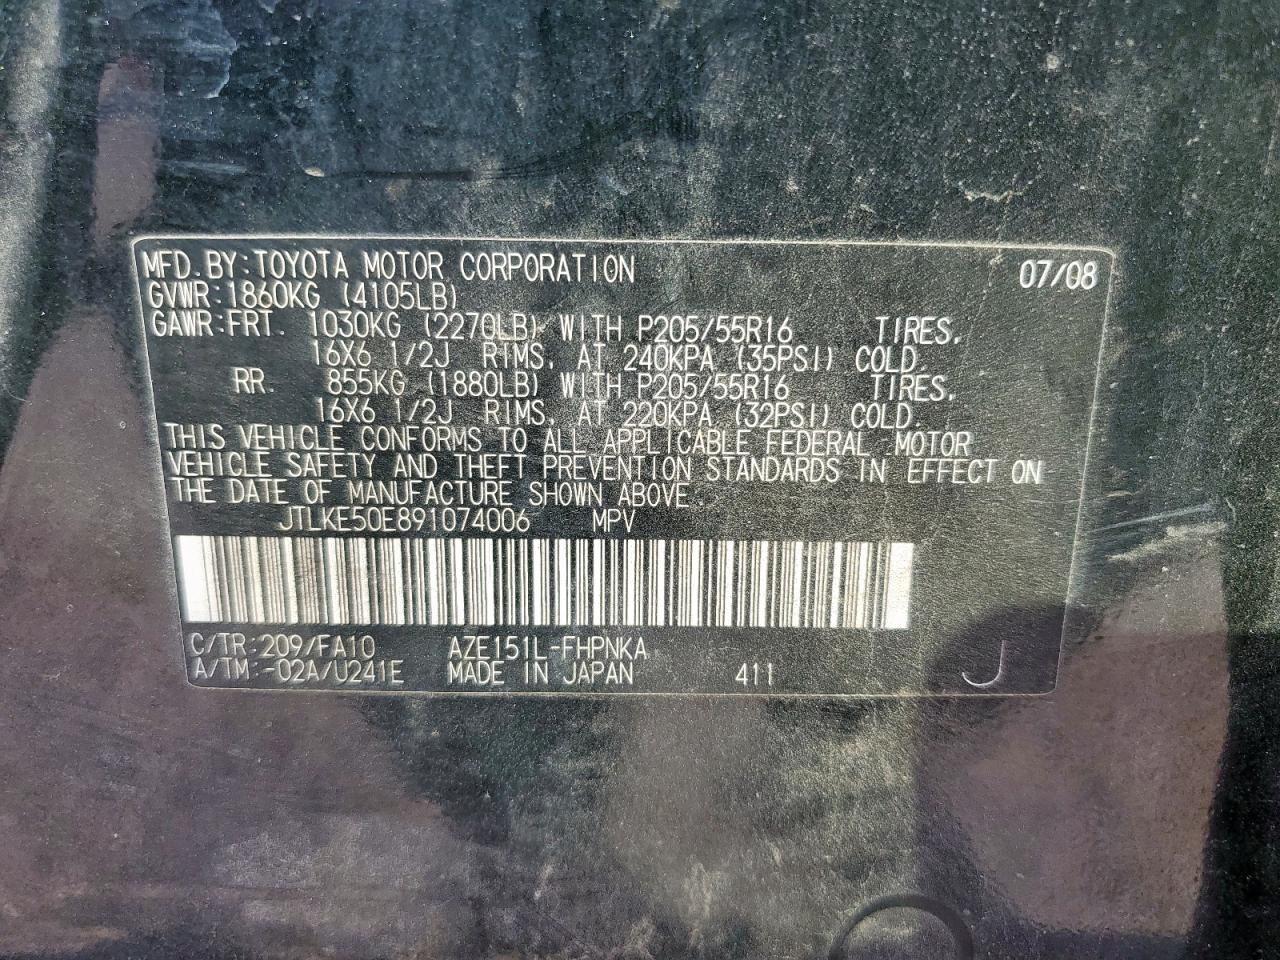 MFD.BY:TOYOTA MOTOR CORPORATION 07/08
GVWR:1860KG (4105LB)
GAWR:FRT. 1030KG (2270LB) WITH P205/55R16 TIRES,
16X6 1/2J RIMS, AT 240KPA (35PSI) COLD.
RR. 855KG (1880LB) WITH P205/55R16 TIRES,
16X6 1/2J RIMS, AT 220KPA (32PSI) COLD.
THIS VEHICLE CONFORMS TO ALL APPLICABLE FEDERAL MOTOR
VEHICLE SAFETY AND THEFT PREVENTION STANDARDS IN EFFECT ON
THE DATE OF MANUFACTURE SHOWN ABOVE.
JTLKE50E891074006 MPV
C/TR:209/FA10 AZE151L-FHPNKA
A/TM:-02A/U241E MADE IN JAPAN 411 J